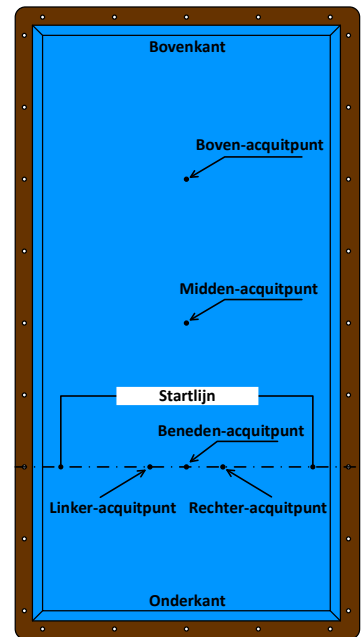 Bovenkant
Boven-acquitpunt
Midden-acquitpunt
Startlijn
Beneden-acquitpunt
Linker-acquitpunt
Rechter-acquitpunt
Onderkant